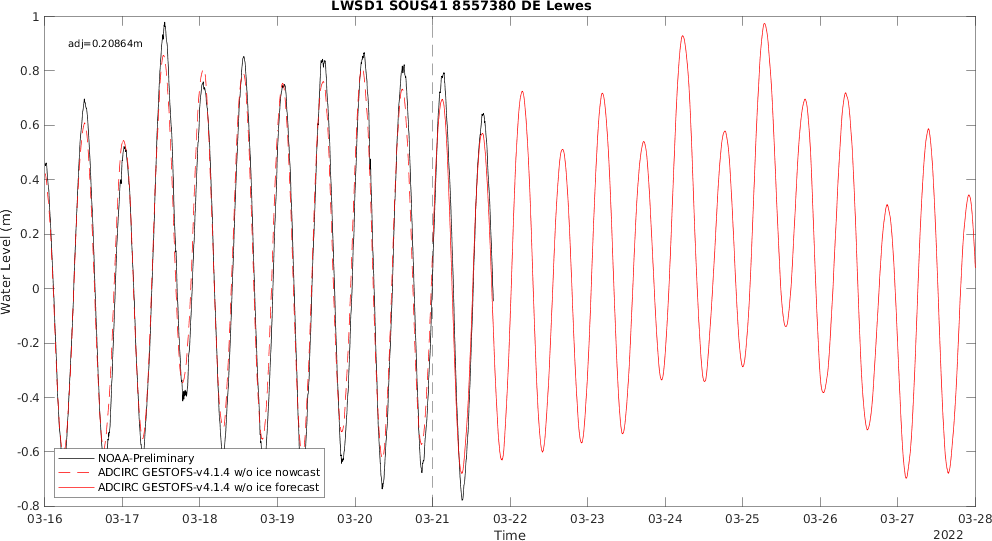 LWSD1 SOUS41 8557380 DE Lewes
adj=0.20864m
1
0.8
0.6
0.4
0.2
0
-0.2
-0.4
-0.6
-0.8
Water Level (m)
NOAA-Preliminary
ADCIRC GESTOFS-v4.1.4 w/o ice nowcast
ADCIRC GESTOFS-v4.1.4 w/o ice forecast
03-16 03-17 03-18 03-19 03-20 03-21 03-22 03-23 03-24 03-25 03-26 03-27 03-28
Time
2022